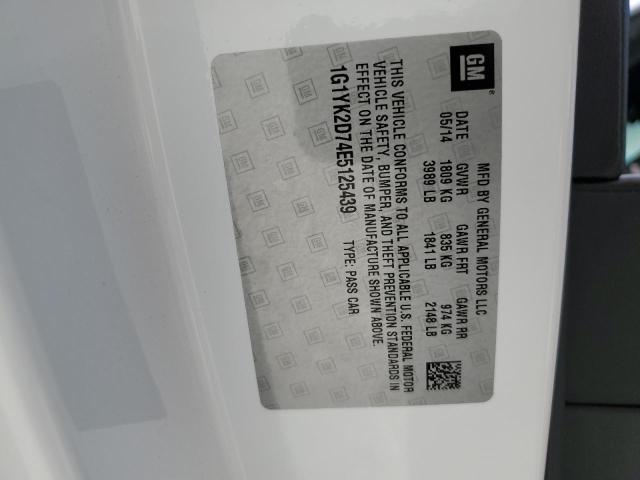 GM
MFD BY GENERAL MOTORS LLC
DATE GVWR GAWR FRT GAWR RR
05/14 1809 KG 835 KG 974 KG
3989 LB 1841 LB 2148 LB
THIS VEHICLE CONFORMS TO ALL APPLICABLE U.S. FEDERAL MOTOR
VEHICLE SAFETY, BUMPER, AND THEFT PREVENTION STANDARDS IN
EFFECT ON THE DATE OF MANUFACTURE SHOWN ABOVE.
1G1YK2D74E5125439 TYPE: PASS CAR